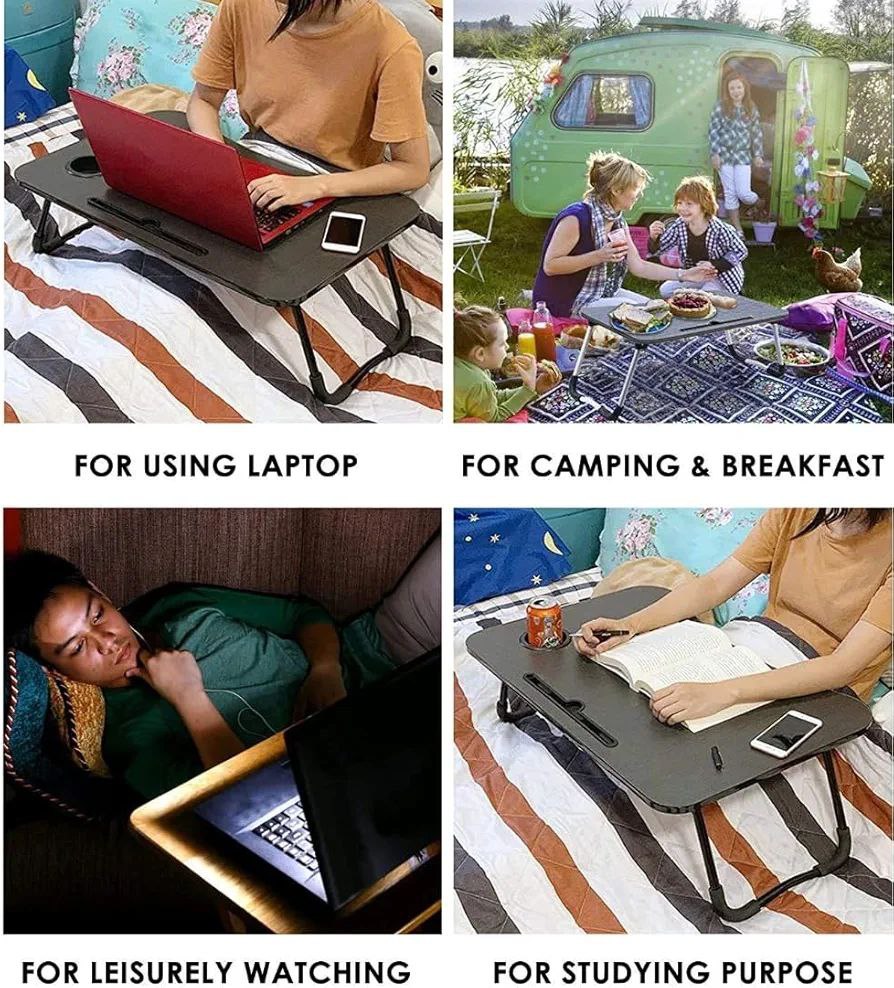 FOR USING LAPTOP
FOR CAMPING & BREAKFAST
FOR LEISURELY WATCHING
FOR STUDYING PURPOSE